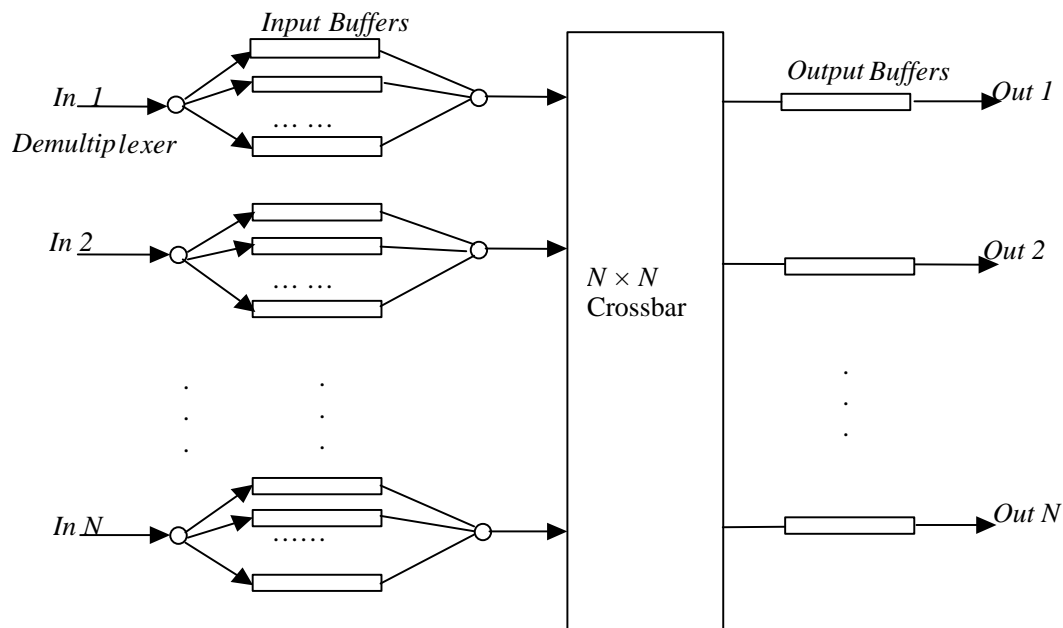 Input Buffers
Output Buffers
In 1
Out 1
… …
Demultiplexer
In 2
Out 2
… …
N × N
Crossbar
. . .
. . .
. . .
In N
Out N
……